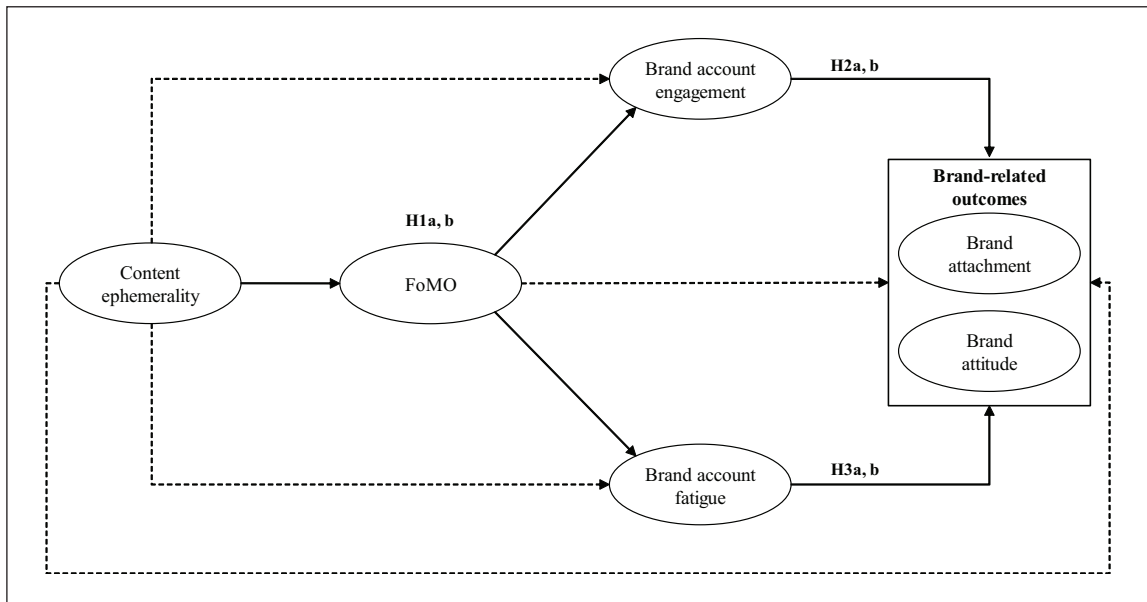 Brand account
engagement
H2a, b
Brand-related
outcomes
Brand
attachment
Brand
attitude
H1a, b
Content
ephemerality
FoMO
Brand account
fatigue
H3a, b